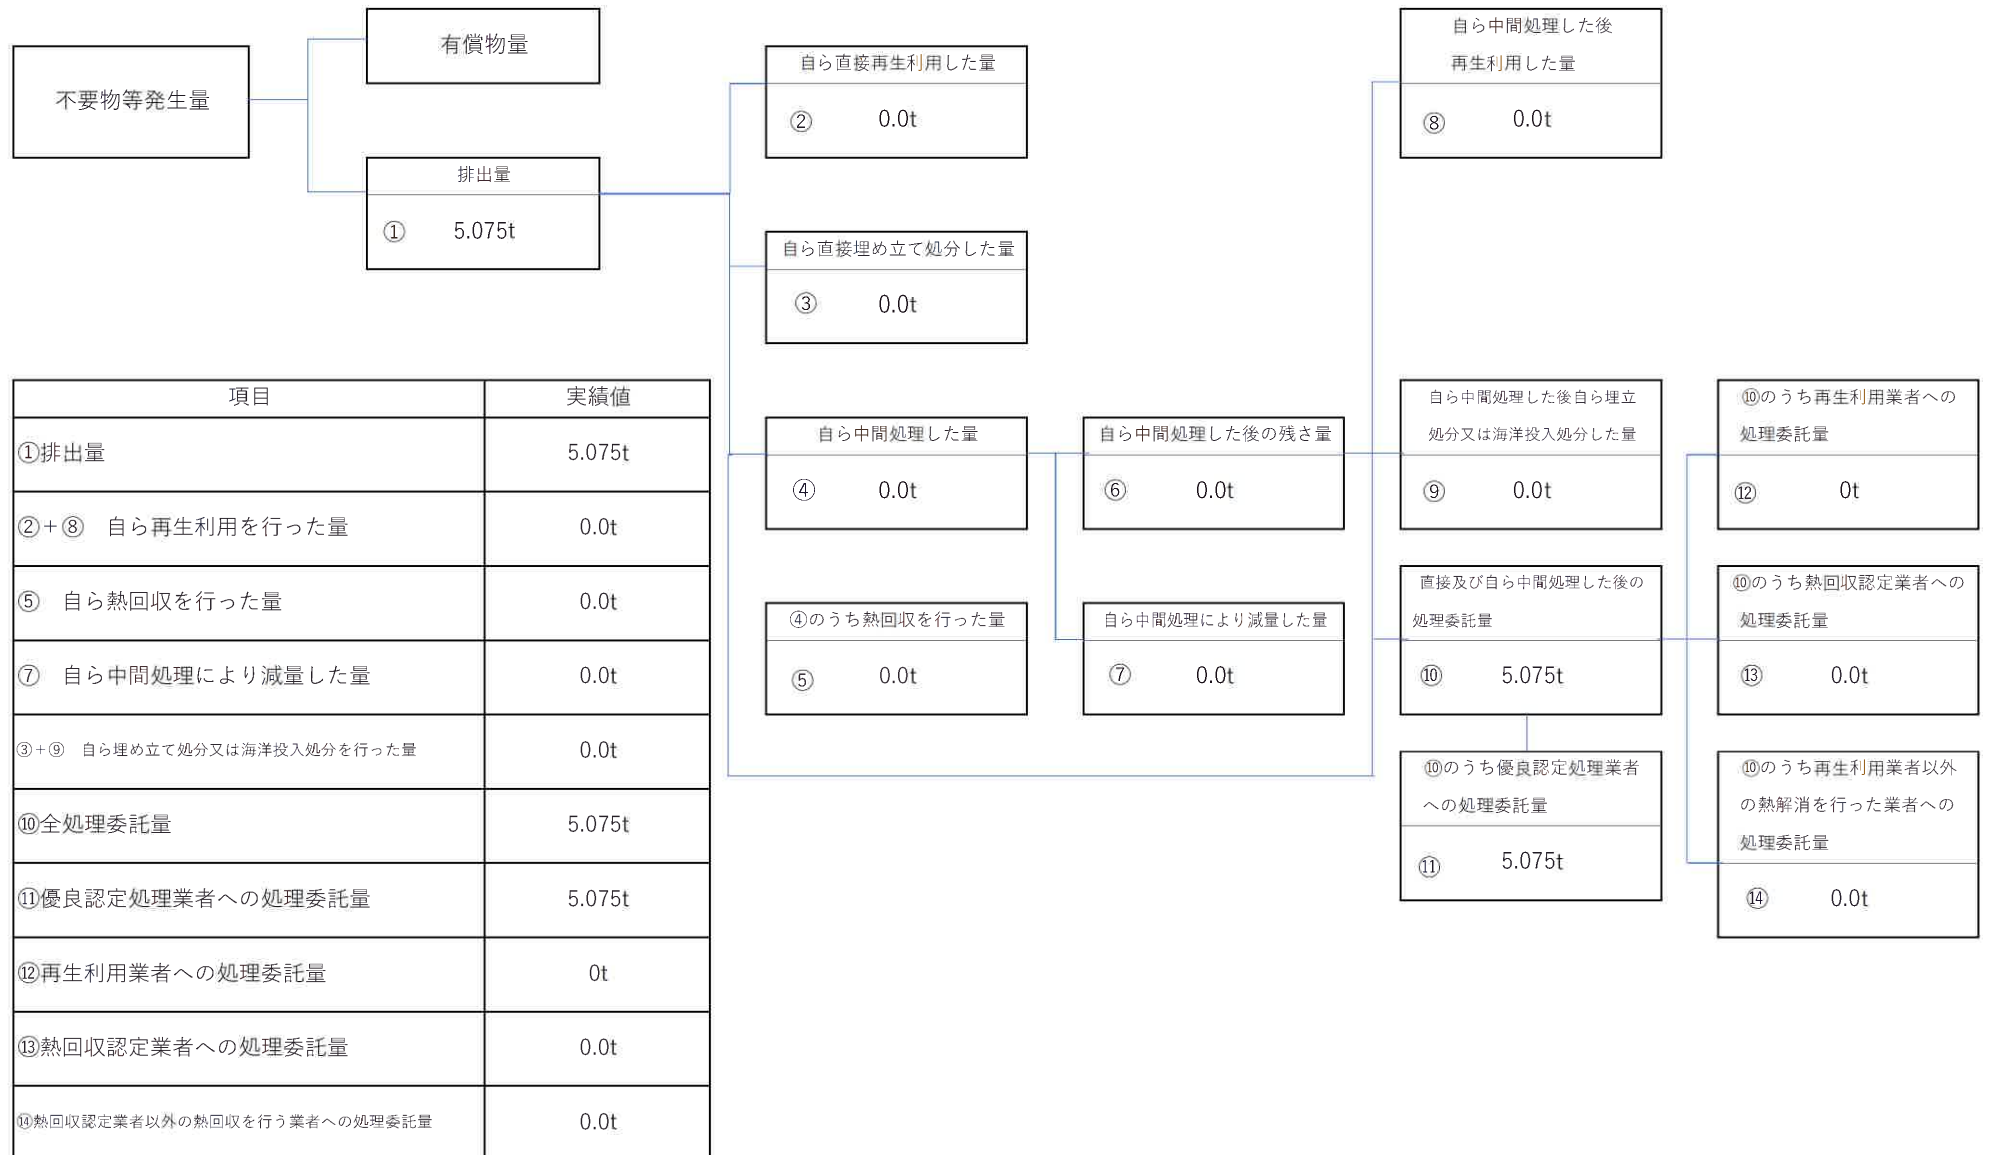 不要物等発生量
有償物量
排出量
① 5.075t
自ら直接再生利用した量
② 0.0t
自ら直接埋め立て処分した量
③ 0.0t
自ら中間処理した量
④ 0.0t
④のうち熱回収を行った量
⑤ 0.0t
自ら中間処理した後の残さ量
⑥ 0.0t
自ら中間処理により減量した量
⑦ 0.0t
自ら中間処理した後
再生利用した量
⑧ 0.0t
自ら中間処理した後自ら埋立
処分又は海洋投入処分した量
⑨ 0.0t
直接及び自ら中間処理した後の
処理委託量
⑩ 5.075t
⑩のうち優良認定処理業者
への処理委託量
⑪ 5.075t
⑩のうち再生利用業者への
処理委託量
⑫ 0t
⑩のうち熱回収認定業者への
処理委託量
⑬ 0.0t
⑩のうち再生利用業者以外
の熱解消を行った業者への
処理委託量
⑭ 0.0t
項目 実績値
①排出量 5.075t
②+⑧ 自ら再生利用を行った量 0.0t
⑤ 自ら熱回収を行った量 0.0t
⑦ 自ら中間処理により減量した量 0.0t
③+⑨ 自ら埋め立て処分又は海洋投入処分を行った量 0.0t
⑩全処理委託量 5.075t
⑪優良認定処理業者への処理委託量 5.075t
⑫再生利用業者への処理委託量 0t
⑬熱回収認定業者への処理委託量 0.0t
⑭熱回収認定業者以外の熱回収を行う業者への処理委託量 0.0t